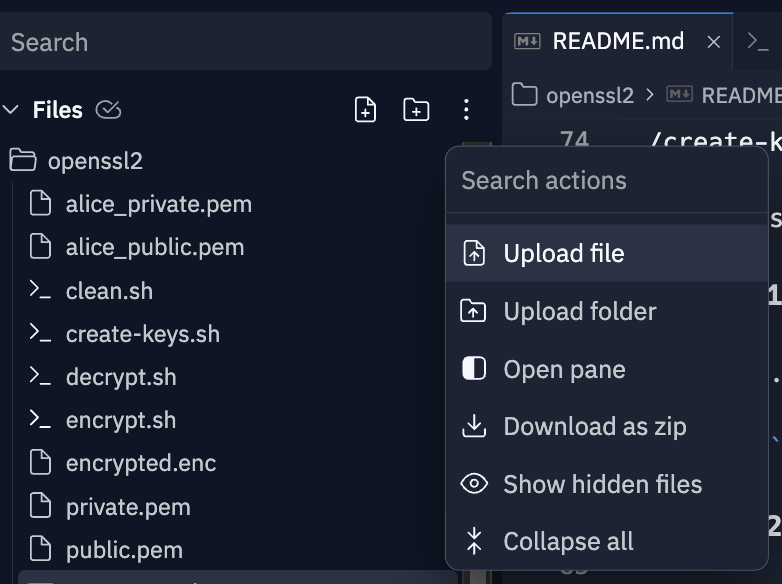 Search
README.md
Files
openssl2 > README
74 /create-k
openssl2
Search actions
alice_private.pem
alice_public.pem
Upload file
clean.sh
Upload folder
create-keys.sh
Open pane
decrypt.sh
encrypt.sh
Download as zip
encrypted.enc
Show hidden files
private.pem
public.pem
Collapse all